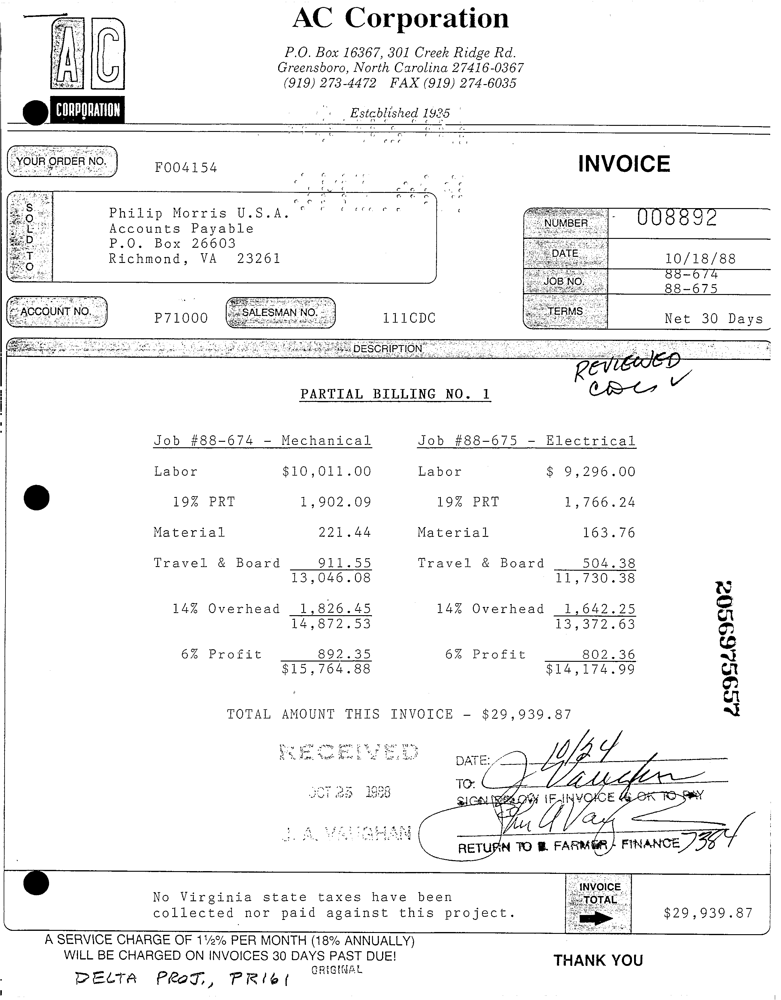 AC Corporation
P.O. Box 16367, 301 Creek Ridge Rd.
Greensboro, North Carolina 27416-0367
(919) 273-4472 FAX (919) 274-6035
Established 1935
AC
CORPORATION
YOUR ORDER NO. F004154
INVOICE
SOLD TO
Philip Morris U.S.A.
Accounts Payable
P.O. Box 26603
Richmond, VA 23261
NUMBER 008892
DATE 10/18/88
JOB NO. 88-674
88-675
TERMS Net 30 Days
ACCOUNT NO. P71000 SALESMAN NO. 111CDC
DESCRIPTION
REVIEWED
PARTIAL BILLING NO. 1
Job #88-674 - Mechanical Job #88-675 - Electrical
Labor $10,011.00 Labor $ 9,296.00
19% PRT 1,902.09 19% PRT 1,766.24
Material 221.44 Material 163.76
Travel & Board 911.55 Travel & Board 504.38
13,046.08 11,730.38
14% Overhead 1,826.45 14% Overhead 1,642.25
14,872.53 13,372.63
6% Profit 892.35 6% Profit 802.36
$15,764.88 $14,174.99
2056975657
TOTAL AMOUNT THIS INVOICE - $29,939.87
RECEIVED
OCT 25 1988
J. A. VAUGHAN
DATE: 10/24
TO: J. Vaughan
SIGN BELOW IF INVOICE IS OK TO PAY
RETURN TO FARMER - FINANCE 7384
No Virginia state taxes have been
collected nor paid against this project.
INVOICE
TOTAL
$29,939.87
A SERVICE CHARGE OF 1½% PER MONTH (18% ANNUALLY)
WILL BE CHARGED ON INVOICES 30 DAYS PAST DUE!
ORIGINAL
THANK YOU
DELTA PROJ., PR161